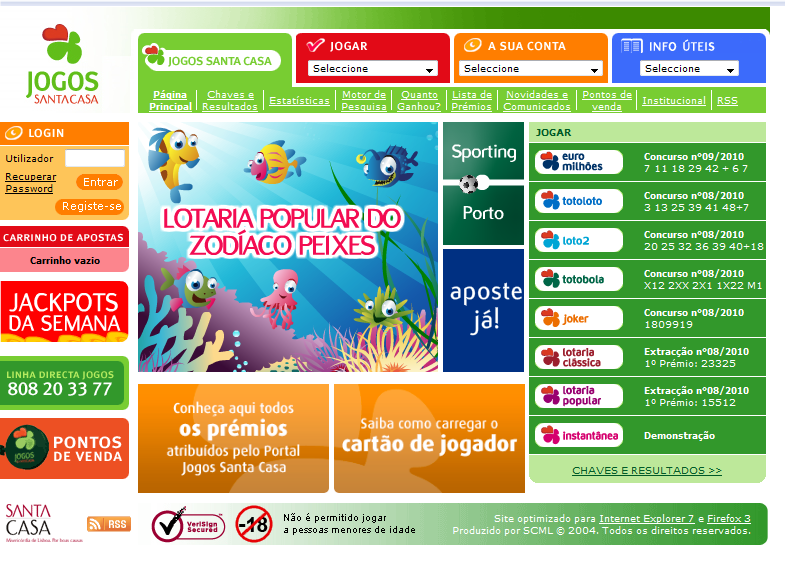 JOGOS
SANTA CASA
JOGOS SANTA CASA
JOGAR
Seleccione
A SUA CONTA
Seleccione
INFO ÚTEIS
Seleccione
Página Principal
Chaves e Resultados
Estatísticas
Motor de Pesquisa
Quanto Ganhou?
Lista de Prémios
Novidades e Comunicados
Pontos de venda
Institucional
RSS
LOGIN
Utilizador
Recuperar
Password
Entrar
Registe-se
CARRINHO DE APOSTAS
Carrinho vazio
JACKPOTS
DA SEMANA
LINHA DIRECTA JOGOS
808 20 33 77
JOGOS
PONTOS
DE VENDA
LOTARIA POPULAR DO
ZODÍACO PEIXES
Sporting
Porto
aposte
já!
Conheça aqui todos
os prémios
atribuídos pelo Portal
Jogos Santa Casa
Saiba como carregar o
cartão de jogador
JOGAR
euro
milhões
Concurso nº09/2010
7 11 18 29 42 + 6 7
totoloto
Concurso nº08/2010
3 13 25 39 41 48+7
loto2
Concurso nº08/2010
20 25 32 36 39 40+18
totobola
Concurso nº08/2010
X12 2XX 2X1 1X22 M1
joker
Concurso nº08/2010
1809919
lotaria
clássica
Extracção nº08/2010
1º Prémio: 23325
lotaria
popular
Extracção nº08/2010
1º Prémio: 15512
instantânea
Demonstração
CHAVES E RESULTADOS >>
SANTA
CASA
Misericórdia de Lisboa. Por boas causas.
RSS
VeriSign
Secured
-18
Não é permitido jogar
a pessoas menores de idade
Site optimizado para Internet Explorer 7 e Firefox 3
Produzido por SCML © 2004. Todos os direitos reservados.